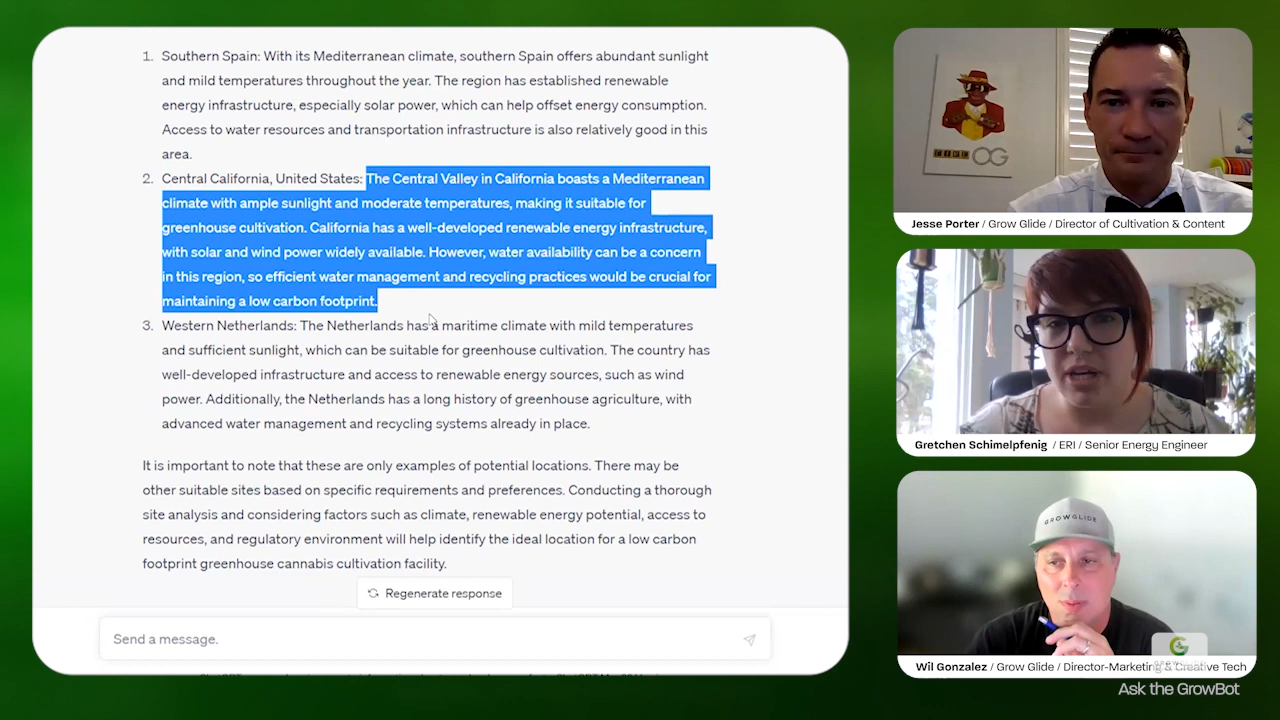 1. Southern Spain: With its Mediterranean climate, southern Spain offers abundant sunlight
and mild temperatures throughout the year. The region has established renewable
energy infrastructure, especially solar power, which can help offset energy consumption.
Access to water resources and transportation infrastructure is also relatively good in this
area.
2. Central California, United States: The Central Valley in California boasts a Mediterranean
climate with ample sunlight and moderate temperatures, making it suitable for
greenhouse cultivation. California has a well-developed renewable energy infrastructure,
with solar and wind power widely available. However, water availability can be a concern
in this region, so efficient water management and recycling practices would be crucial for
maintaining a low carbon footprint.
3. Western Netherlands: The Netherlands has a maritime climate with mild temperatures
and sufficient sunlight, which can be suitable for greenhouse cultivation. The country has
well-developed infrastructure and access to renewable energy sources, such as wind
power. Additionally, the Netherlands has a long history of greenhouse agriculture, with
advanced water management and recycling systems already in place.
It is important to note that these are only examples of potential locations. There may be
other suitable sites based on specific requirements and preferences. Conducting a thorough
site analysis and considering factors such as climate, renewable energy potential, access to
resources, and regulatory environment will help identify the ideal location for a low carbon
footprint greenhouse cannabis cultivation facility.
Regenerate response
Send a message.
OG
Jesse Porter / Grow Glide / Director of Cultivation & Content
Gretchen Schimelpfenig / ERI / Senior Energy Engineer
GROWGLIDE
Wil Gonzalez / Grow Glide / Director-Marketing & Creative Tech
Ask the GrowBot